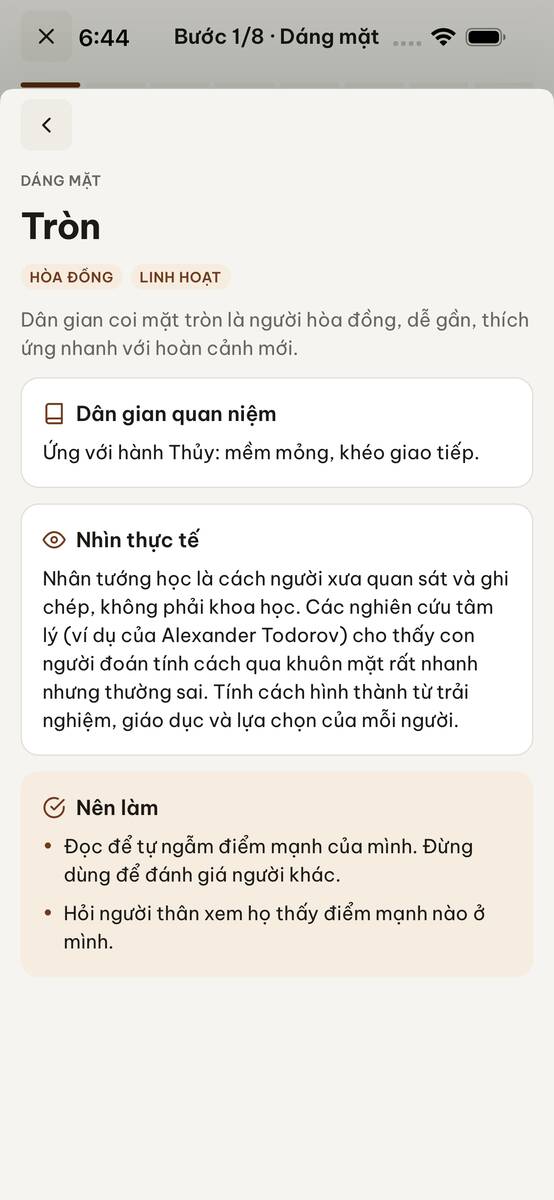 6:44
Bước 1/8 · Dáng mặt
DÁNG MẶT
Tròn
HÒA ĐỒNG
LINH HOẠT
Dân gian coi mặt tròn là người hòa đồng, dễ gần, thích
ứng nhanh với hoàn cảnh mới.
Dân gian quan niệm
Ứng với hành Thủy: mềm mỏng, khéo giao tiếp.
Nhìn thực tế
Nhân tướng học là cách người xưa quan sát và ghi
chép, không phải khoa học. Các nghiên cứu tâm
lý (ví dụ của Alexander Todorov) cho thấy con
người đoán tính cách qua khuôn mặt rất nhanh
nhưng thường sai. Tính cách hình thành từ trải
nghiệm, giáo dục và lựa chọn của mỗi người.
Nên làm
• Đọc để tự ngẫm điểm mạnh của mình. Đừng
dùng để đánh giá người khác.
• Hỏi người thân xem họ thấy điểm mạnh nào ở
mình.